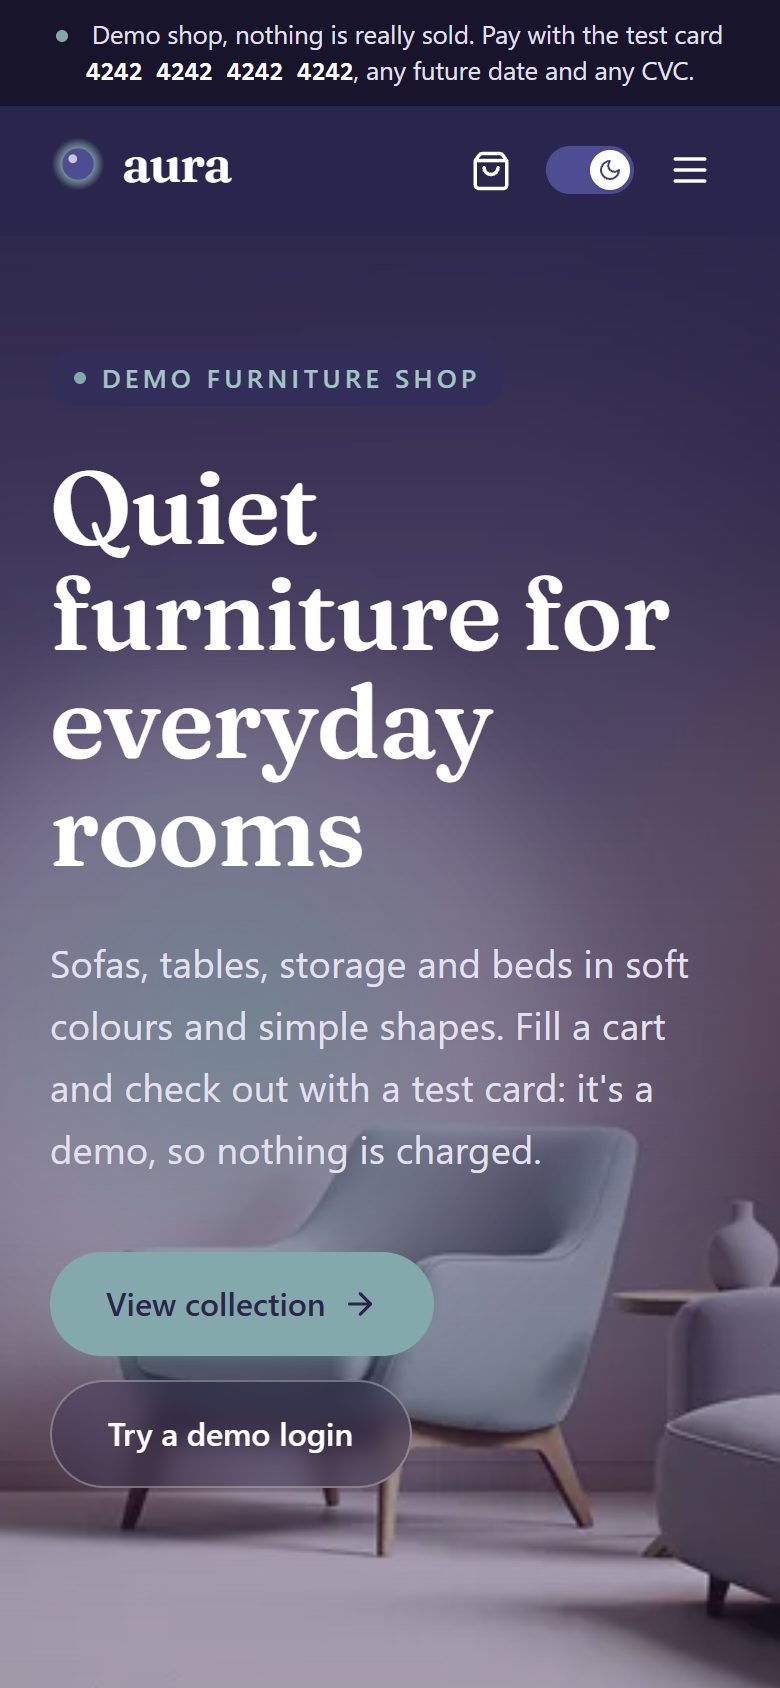 Demo shop, nothing is really sold. Pay with the test card
4242 4242 4242 4242, any future date and any CVC.
aura
DEMO FURNITURE SHOP
Quiet
furniture for
everyday
rooms
Sofas, tables, storage and beds in soft
colours and simple shapes. Fill a cart
and check out with a test card: it's a
demo, so nothing is charged.
View collection
Try a demo login